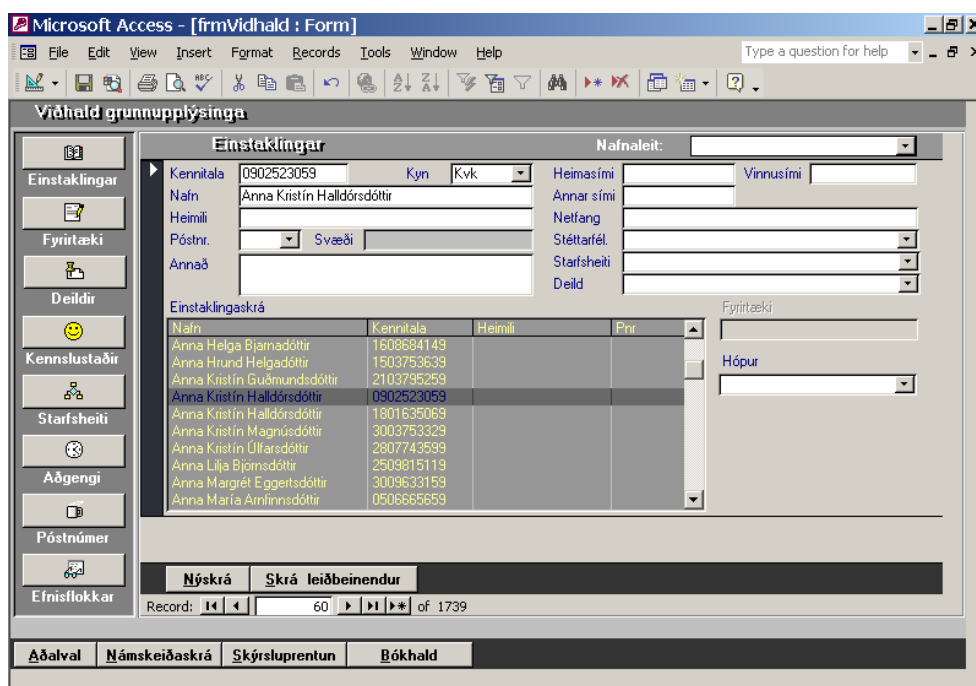 Microsoft Access - [frmVidhald : Form]
File Edit View Insert Format Records Tools Window Help Type a question for help
Viðhald grunnupplýsinga
Einstaklingar
Fyrirtæki
Deildir
Kennslustaðir
Starfsheiti
Aðgengi
Póstnúmer
Efnisflokkar
Einstaklingar Nafnaleit:
Kennitala 0902523059 Kyn Kvk Heimasími Vinnusími
Nafn Anna Kristín Halldórsdóttir Annar sími
Heimili Netfang
Póstnr. Svæði Stéttarfél.
Annað Starfsheiti
Deild
Einstaklingaskrá Fyrirtæki
Nafn Kennitala Heimili Pnr
Anna Helga Bjarnadóttir 1608684149
Anna Hrund Helgadóttir 1503753639
Anna Kristín Guðmundsdóttir 2103795259
Anna Kristín Halldórsdóttir 0902523059
Anna Kristín Halldórsdóttir 1801635069
Anna Kristín Magnúsdóttir 3003753329
Anna Kristín Úlfarsdóttir 2807743599
Anna Lilja Björnsdóttir 2509815119
Anna Margrét Eggertsdóttir 3009633159
Anna María Arnfinnsdóttir 0506665659
Hópur
Nýskrá Skrá leiðbeinendur
Record: 60 of 1739
Aðalval Námskeiðaskrá Skýrsluprentun Bókhald